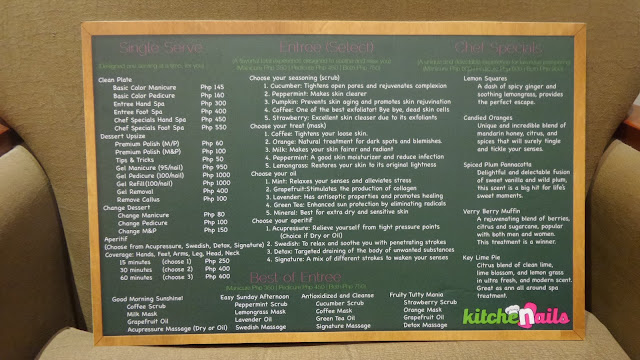 Single Serve
Clean Plate
Basic Color Manicure Php 145
Basic Color Pedicure Php 160
Entree Hand Spa Php 300
Entree Foot Spa Php 400
Chef Specials Hand Spa Php 450
Chef Specials Foot Spa Php 550
Dessert Upsize
Premium Polish (M/P) Php 60
Premium Polish (M&P) Php 100
Tips & Tricks Php 50
Gel Manicure (95/nail) Php 950
Gel Pedicure (100/nail) Php 1000
Gel Refill(100/nail) Php 1000
Gel Removal Php 400
Remove Callus Php 100
Change Dessert
Change Manicure Php 80
Change Pedicure Php 100
Change M&P Php 150
Aperitif
(Choose from Acupressure, Swedish, Detox, Signature)
Coverage: Hands, Feet, Arms, Leg, Head, Neck
15 minutes (choose 1) Php 250
30 minutes (choose 2) Php 400
60 minutes (choose 3) Php 600
Entree (Select)
Choose your seasoning (scrub)
1. Cucumber: Tightens open pores and rejuvenates complexion
2. Peppermint: Makes skin clearer
3. Pumpkin: Prevents skin aging and promotes skin rejuvination
4. Coffee: One of the best exfoliator! Bye bye, dead skin cells
5. Strawberry: Excellent skin cleaner due to its exfoliants
Choose your treat (mask)
1. Coffee: Tightens your loose skin.
2. Orange: Natural treatment for dark spots and blemishes.
3. Milk: Makes your skin fairer and radiant
4. Peppermint: A good skin moisturizer and reduce infection
5. Lemongrass: Restores your skin to its original lightness
Choose your oil
1. Mint: Relaxes your senses and alleviates stress
2. Grapefruit:Stimulates the production of collagen
3. Lavender: Has antiseptic properties and promotes healing
4. Green Tea: Enhanced sun protection by eliminating radicals
5. Mineral: Best for extra dry and sensitive skin
Choose your aperitif
1. Acupressure: Relieve yourself from tight pressure points
(Choice if Dry or Oil)
2. Swedish: To relax and soothe you with penetrating strokes
3. Detox: Targeted draining of the body of unwanted substances
4. Signature: A mix of different strokes to waken your senses
Chef Specials
Lemon Squares
A dash of spicy ginger and
soothing lemongrass, provides
the perfect escape.
Candied Oranges
Unique and incredible blend of
mandarin honey, citrus, and
spices that will surely tingle
and tickle your senses.
Spiced Plum Pannacotta
Delightful and delectable fusion
of sweet vanilla and wild plum,
this scent is a big hit for life's
sweet moments.
Verry Berry Muffin
A rejuvenating blend of berries,
citrus and sugarcane, popular
with both men and women.
This treatment is a winner.
Key Lime Pie
Citrus blend of clean lime,
lime blossom, and lemon grass
in ultra fresh, and modern scent.
Great as ann all around spa
treatment.
Best of Entree
Good Morning Sunshine!
Coffee Scrub
Milk Mask
Grapefruit Oil
Acupressure Massage (Dry or Oil)
Easy Sunday Afternoon
Peppermint Scrub
Lemongrass Mask
Lavender Oil
Swedish Massage
Antioxidized and Cleanse
Cucumber Scrub
Coffee Mask
Green Tea Oil
Signature Massage
Fruity Tutty Mania
Strawberry Scrub
Orange Mask
Grapefruit Oil
Detox Massage
kitcheNails